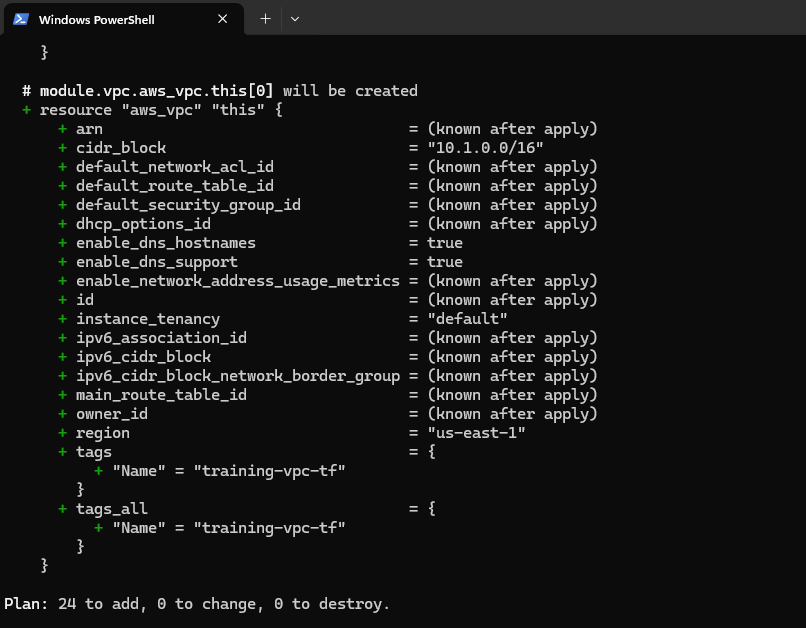 Windows PowerShell
}
# module.vpc.aws_vpc.this[0] will be created
+ resource "aws_vpc" "this" {
+ arn = (known after apply)
+ cidr_block = "10.1.0.0/16"
+ default_network_acl_id = (known after apply)
+ default_route_table_id = (known after apply)
+ default_security_group_id = (known after apply)
+ dhcp_options_id = (known after apply)
+ enable_dns_hostnames = true
+ enable_dns_support = true
+ enable_network_address_usage_metrics = (known after apply)
+ id = (known after apply)
+ instance_tenancy = "default"
+ ipv6_association_id = (known after apply)
+ ipv6_cidr_block = (known after apply)
+ ipv6_cidr_block_network_border_group = (known after apply)
+ main_route_table_id = (known after apply)
+ owner_id = (known after apply)
+ region = "us-east-1"
+ tags = {
+ "Name" = "training-vpc-tf"
}
+ tags_all = {
+ "Name" = "training-vpc-tf"
}
}
Plan: 24 to add, 0 to change, 0 to destroy.